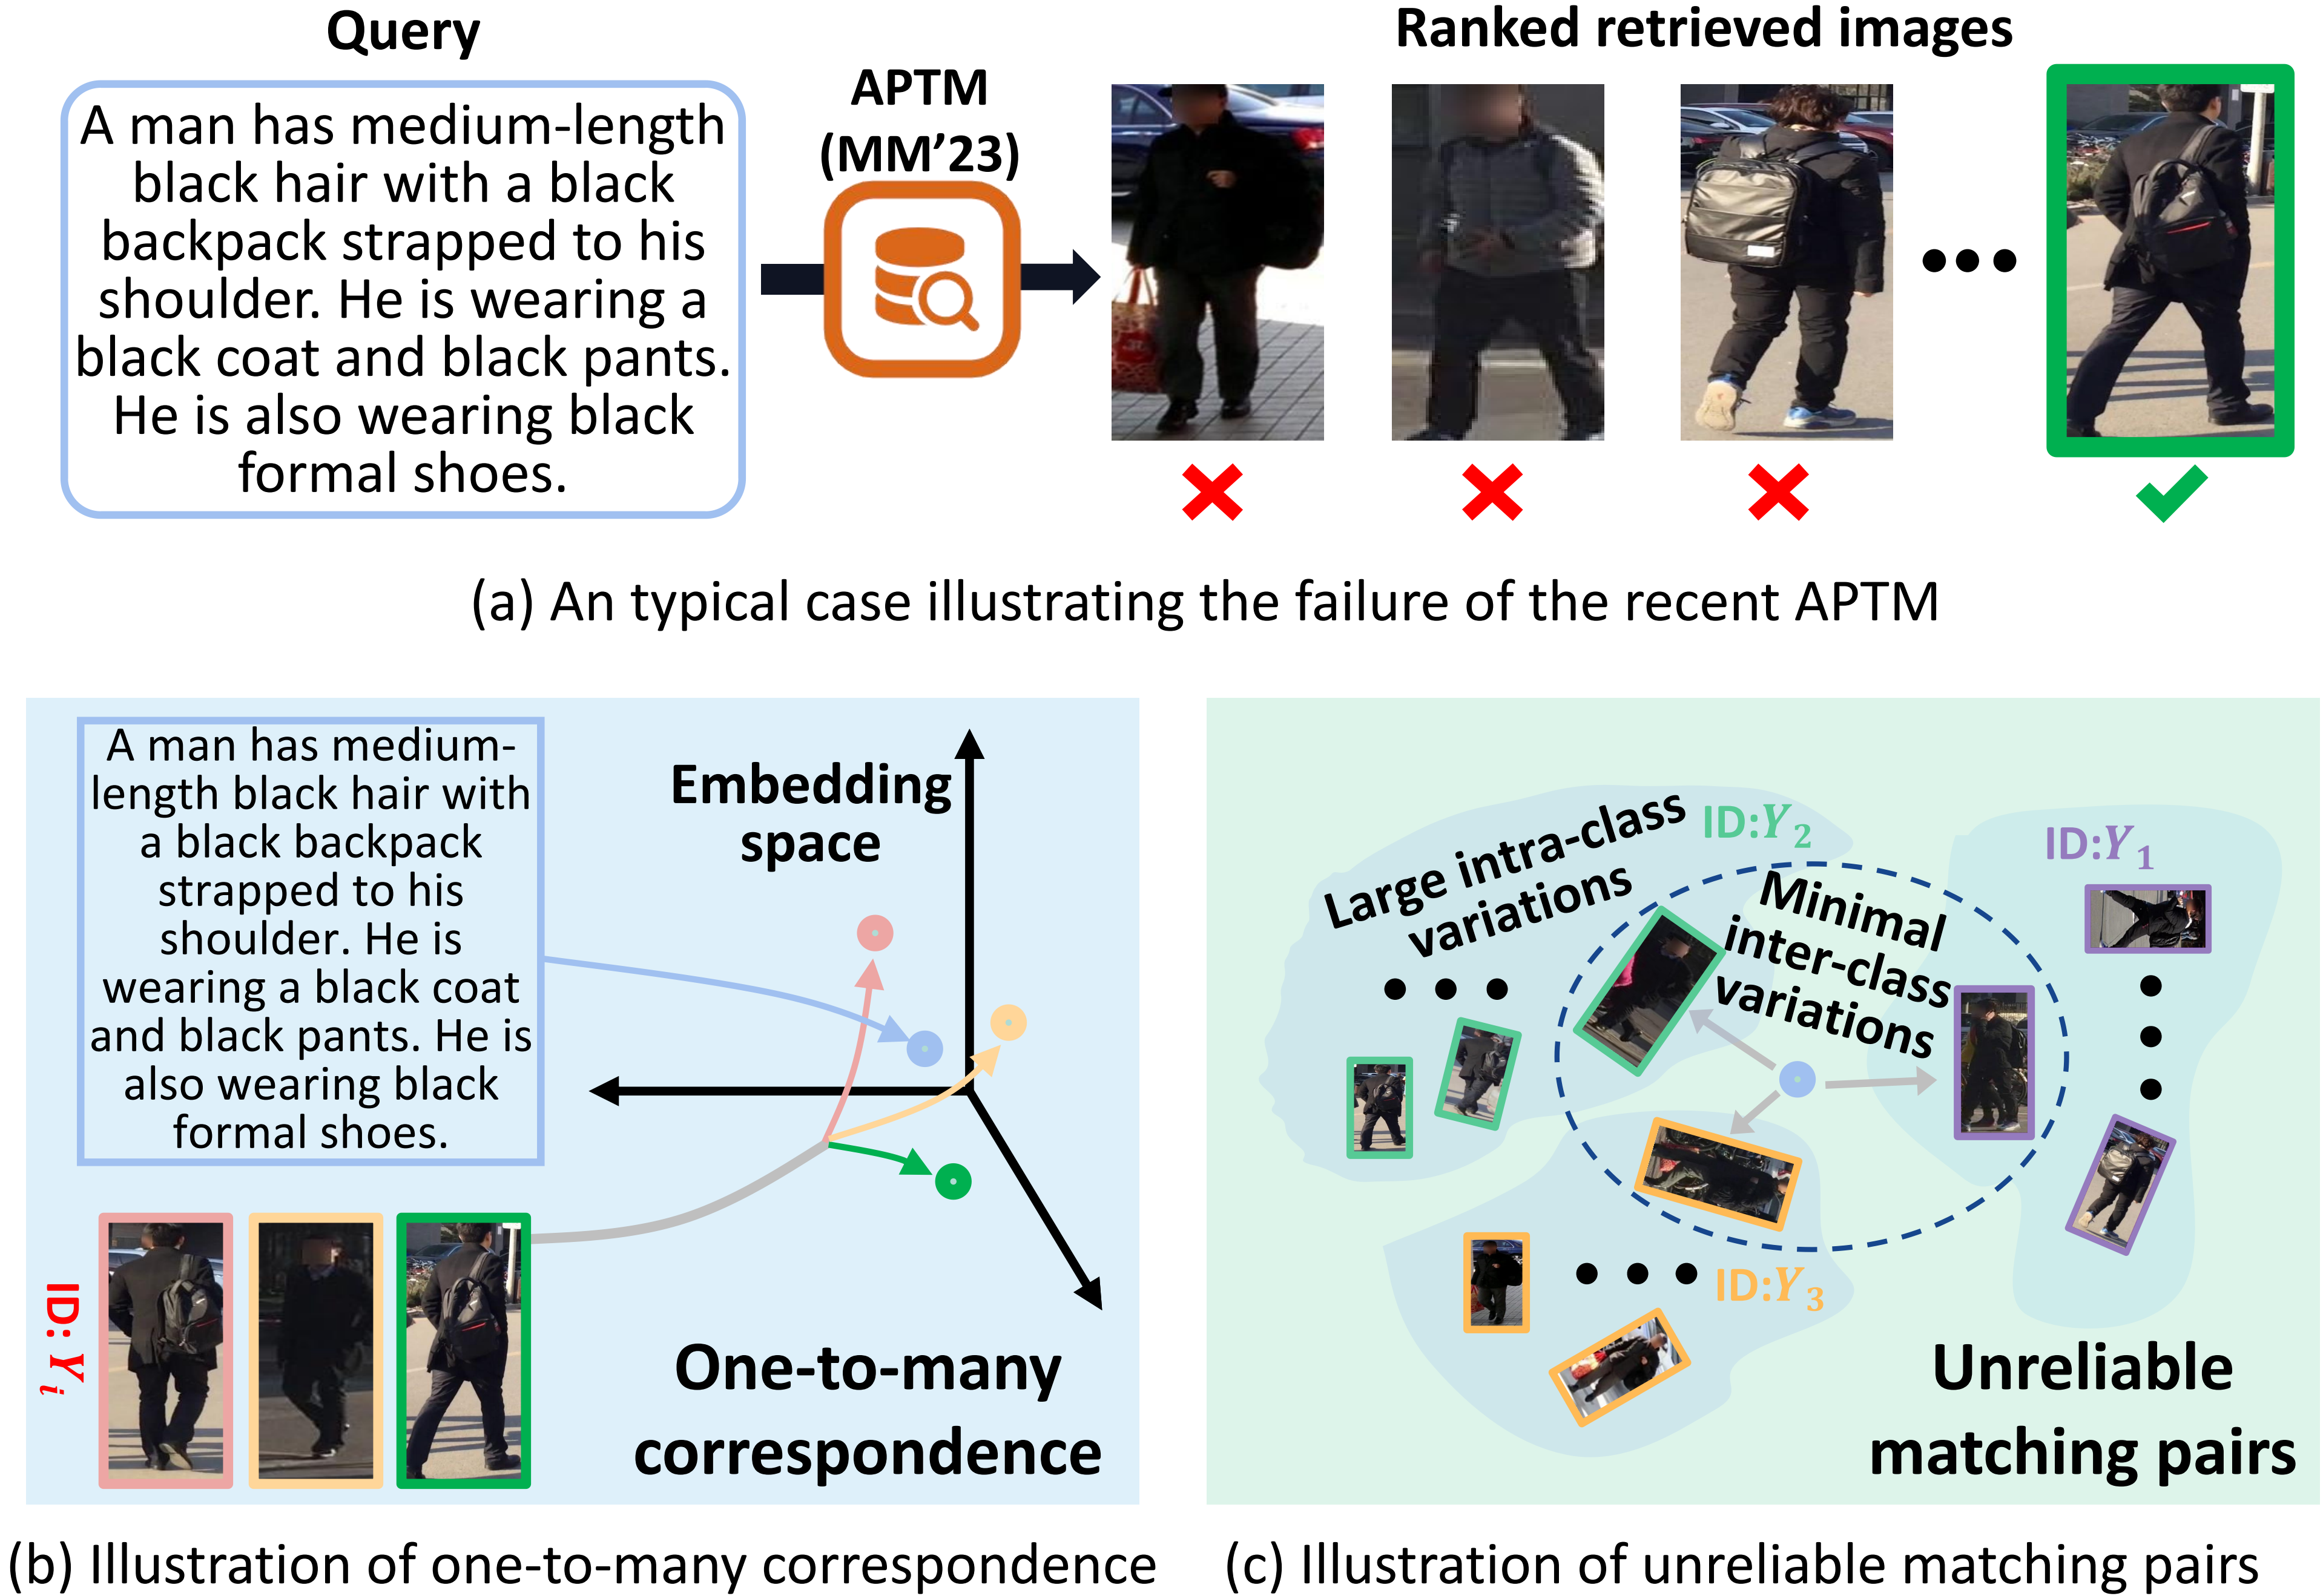 Query
A man has medium-length
black hair with a black
backpack strapped to his
shoulder. He is wearing a
black coat and black pants.
He is also wearing black
formal shoes.
APTM
(MM’23)
Ranked retrieved images
(a) An typical case illustrating the failure of the recent APTM
A man has medium-
length black hair with
a black backpack
strapped to his
shoulder. He is
wearing a black coat
and black pants. He is
also wearing black
formal shoes.
Embedding
space
ID: Y_i
One-to-many
correspondence
(b) Illustration of one-to-many correspondence
Large intra-class
variations
ID:Y_2
Minimal
inter-class
variations
ID:Y_1
ID:Y_3
Unreliable
matching pairs
(c) Illustration of unreliable matching pairs